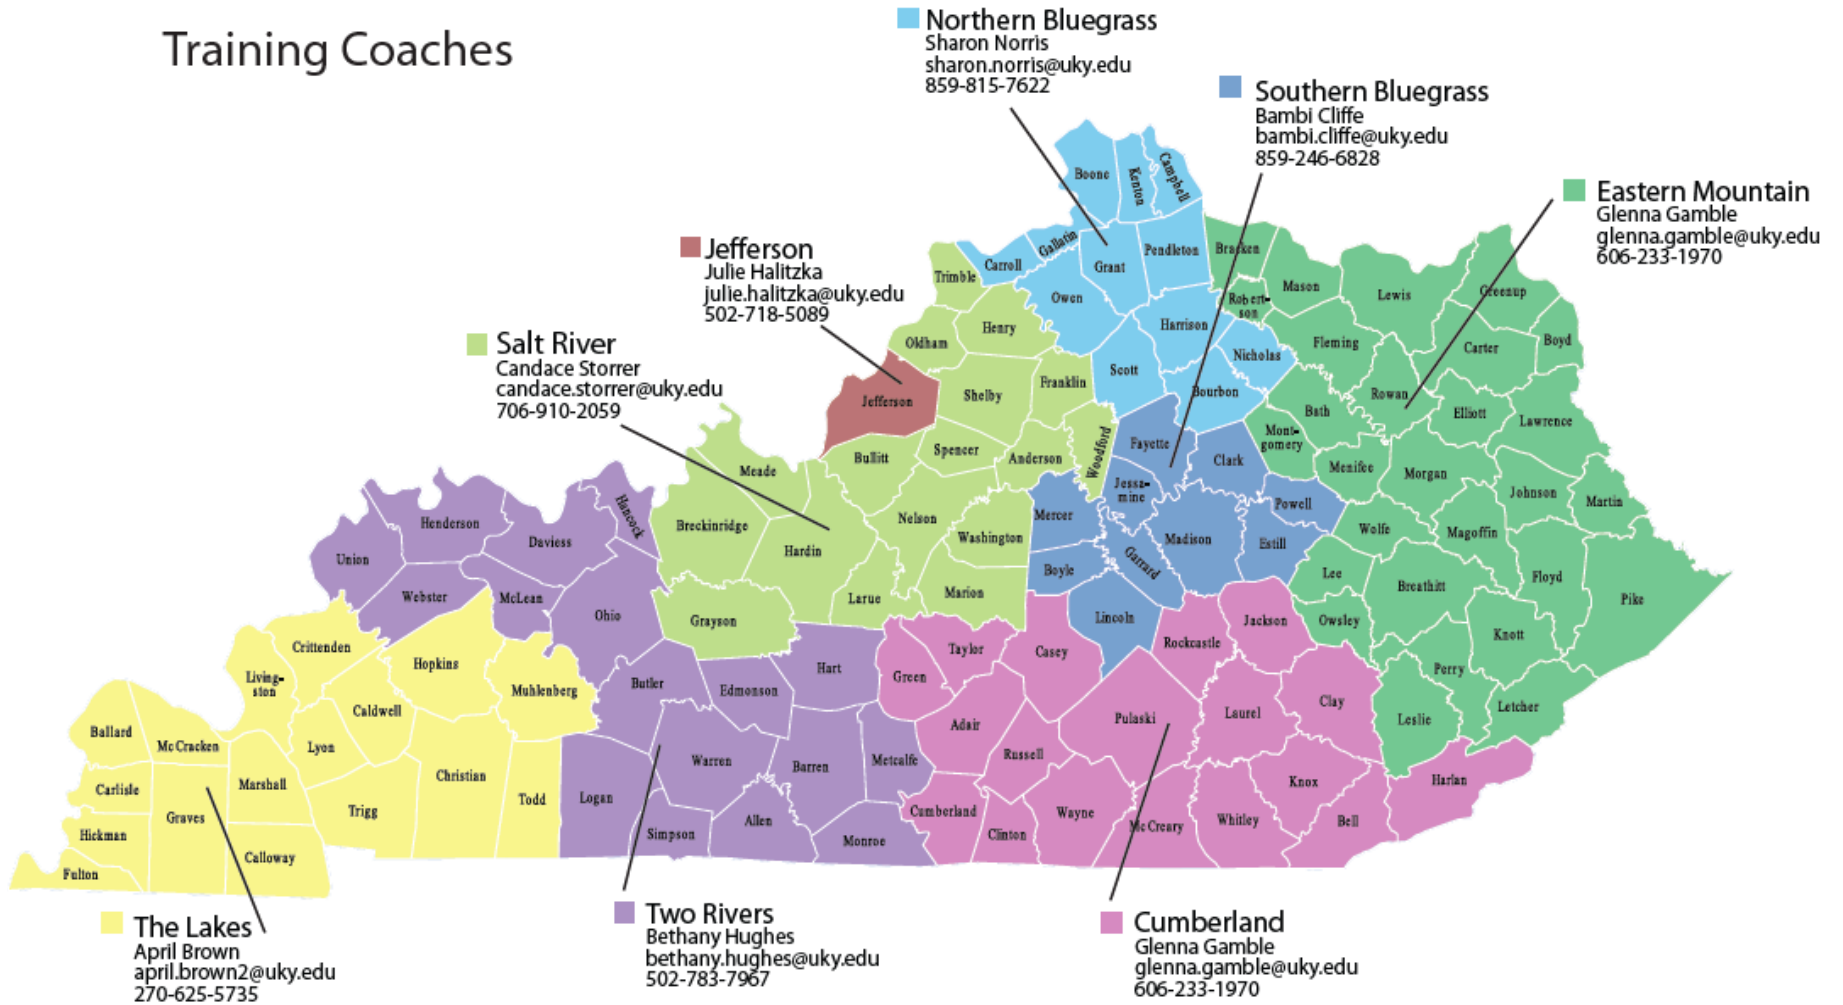 Training Coaches
Northern Bluegrass
Sharon Norris
sharon.norris@uky.edu
859-815-7622
Southern Bluegrass
Bambi Cliffe
bambi.cliffe@uky.edu
859-246-6828
Eastern Mountain
Glenna Gamble
glenna.gamble@uky.edu
606-233-1970
Jefferson
Julie Halitzka
julie.halitzka@uky.edu
502-718-5089
Salt River
Candace Storrer
candace.storrer@uky.edu
706-910-2059
Boone
Kenton
Campbell
Gallatin
Carroll
Grant
Pendleton
Owen
Harrison
Nicholas
Scott
Bourbon
Bracken
Robert-
son
Mason
Lewis
Greenup
Fleming
Carter
Boyd
Rowan
Bath
Elliott
Lawrence
Mont-
gomery
Menifee
Morgan
Johnson
Martin
Wolfe
Magoffin
Lee
Breathitt
Floyd
Pike
Owsley
Knott
Perry
Leslie
Letcher
Trimble
Henry
Oldham
Shelby
Franklin
Jefferson
Spencer
Anderson
Woodford
Bullitt
Meade
Breckinridge
Hardin
Nelson
Washington
Larue
Marion
Grayson
Fayette
Clark
Jessa-
mine
Powell
Mercer
Madison
Estill
Boyle
Garrard
Lincoln
Hancock
Henderson
Daviess
Union
Webster
McLean
Ohio
Butler
Edmonson
Hart
Warren
Barren
Metcalfe
Logan
Simpson
Allen
Monroe
Crittenden
Living-
ston
Hopkins
Muhlenberg
Caldwell
Lyon
Ballard
Mc Cracken
Carlisle
Graves
Marshall
Hickman
Fulton
Calloway
Trigg
Christian
Todd
Jackson
Rockcastle
Taylor
Casey
Green
Adair
Pulaski
Laurel
Clay
Russell
Knox
Harlan
Cumberland
Clinton
Wayne
Mc Creary
Whitley
Bell
The Lakes
April Brown
april.brown2@uky.edu
270-625-5735
Two Rivers
Bethany Hughes
bethany.hughes@uky.edu
502-783-7967
Cumberland
Glenna Gamble
glenna.gamble@uky.edu
606-233-1970